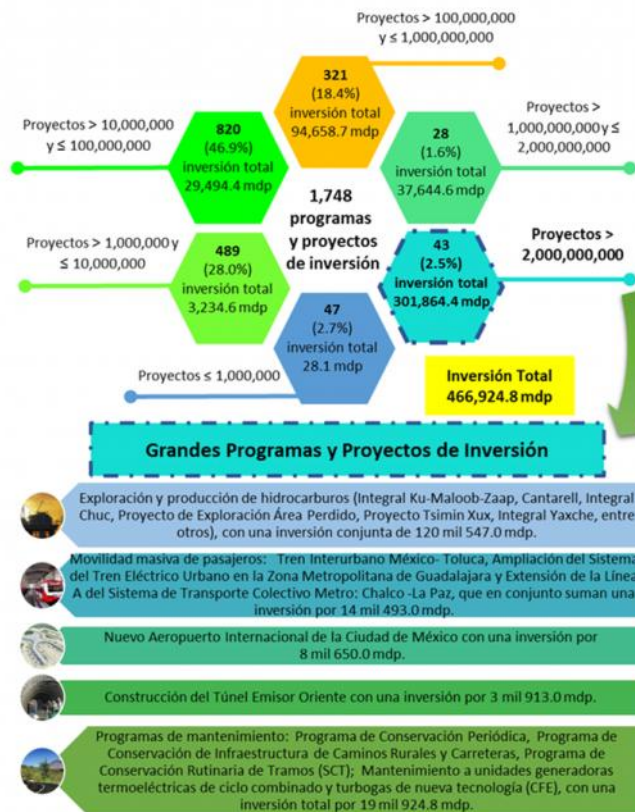 Proyectos > 100,000,000
y ≤ 1,000,000,000
321
(18.4%)
inversión total
94,658.7 mdp
Proyectos > 10,000,000
y ≤ 100,000,000
820
(46.9%)
inversión total
29,494.4 mdp
28
(1.6%)
inversión total
37,644.6 mdp
Proyectos >
1,000,000,000 y ≤
2,000,000,000
1,748
programas
y proyectos
de inversión
Proyectos > 1,000,000 y
≤ 10,000,000
489
(28.0%)
inversión total
3,234.6 mdp
43
(2.5%)
inversión total
301,864.4 mdp
Proyectos >
2,000,000,000
47
(2.7%)
inversión total
28.1 mdp
Proyectos ≤ 1,000,000
Inversión Total
466,924.8 mdp
Grandes Programas y Proyectos de Inversión
Exploración y producción de hidrocarburos (Integral Ku-Maloob-Zaap, Cantarell, Integral
Chuc, Proyecto de Exploración Área Perdido, Proyecto Tsimin Xux, Integral Yaxche, entre
otros), con una inversión conjunta de 120 mil 547.0 mdp.
Movilidad masiva de pasajeros: Tren Interurbano México- Toluca, Ampliación del Sistema
del Tren Eléctrico Urbano en la Zona Metropolitana de Guadalajara y Extensión de la Línea
A del Sistema de Transporte Colectivo Metro: Chalco -La Paz, que en conjunto suman una
inversión por 14 mil 493.0 mdp.
Nuevo Aeropuerto Internacional de la Ciudad de México con una inversión por
8 mil 650.0 mdp.
Construcción del Túnel Emisor Oriente con una inversión por 3 mil 913.0 mdp.
Programas de mantenimiento: Programa de Conservación Periódica, Programa de
Conservación de Infraestructura de Caminos Rurales y Carreteras, Programa de
Conservación Rutinaria de Tramos (SCT); Mantenimiento a unidades generadoras
termoeléctricas de ciclo combinado y turbogas de nueva tecnología (CFE), con una
inversión total por 19 mil 924.8 mdp.